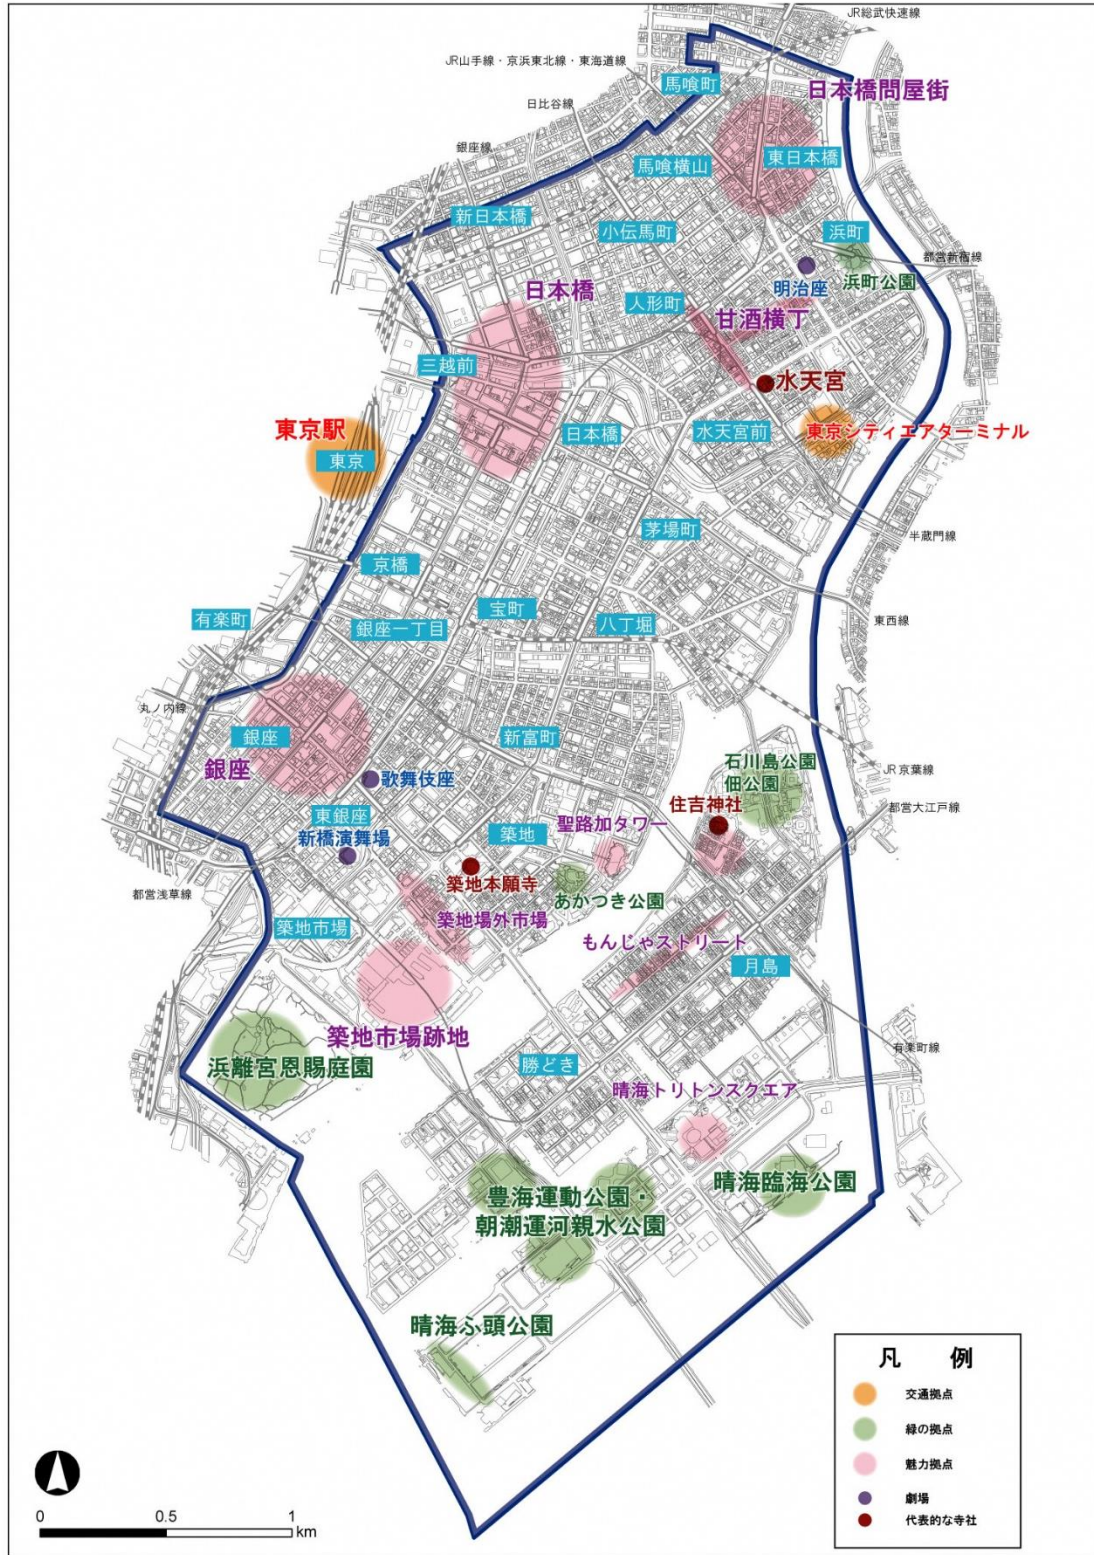 JR総武快速線
JR山手線・京浜東北線・東海道線
馬喰町
日本橋問屋街
日比谷線
銀座線
馬喰横山
東日本橋
新日本橋
小伝馬町
浜町
都営新宿線
浜町公園
明治座
日本橋
人形町
甘酒横丁
三越前
水天宮
東京駅
東京
日本橋
水天宮前
東京シティエアターミナル
茅場町
半蔵門線
京橋
宝町
有楽町
銀座一丁目
八丁堀
東西線
丸ノ内線
銀座
新富町
銀座
歌舞伎座
石川島公園
佃公園
JR京葉線
都営大江戸線
住吉神社
東銀座
聖路加タワー
築地
新橋演舞場
築地本願寺
あかつき公園
都営浅草線
築地場外市場
築地市場
もんじゃストリート
月島
築地市場跡地
浜離宮恩賜庭園
有楽町線
勝どき
晴海トリトンスクエア
豊海運動公園・
朝潮運河親水公園
晴海臨海公園
晴海ふ頭公園
凡 例
交通拠点
緑の拠点
魅力拠点
劇場
代表的な寺社
0 0.5 1
km